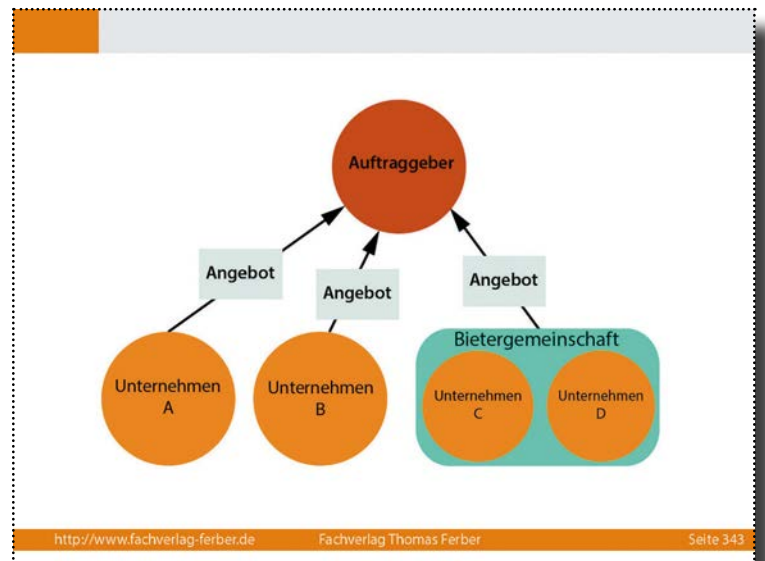 Auftraggeber
Angebot
Angebot
Angebot
Bietergemeinschaft
Unternehmen
A
Unternehmen
B
Unternehmen
C
Unternehmen
D
http://www.fachverlag-ferber.de Fachverlag Thomas Ferber Seite 343